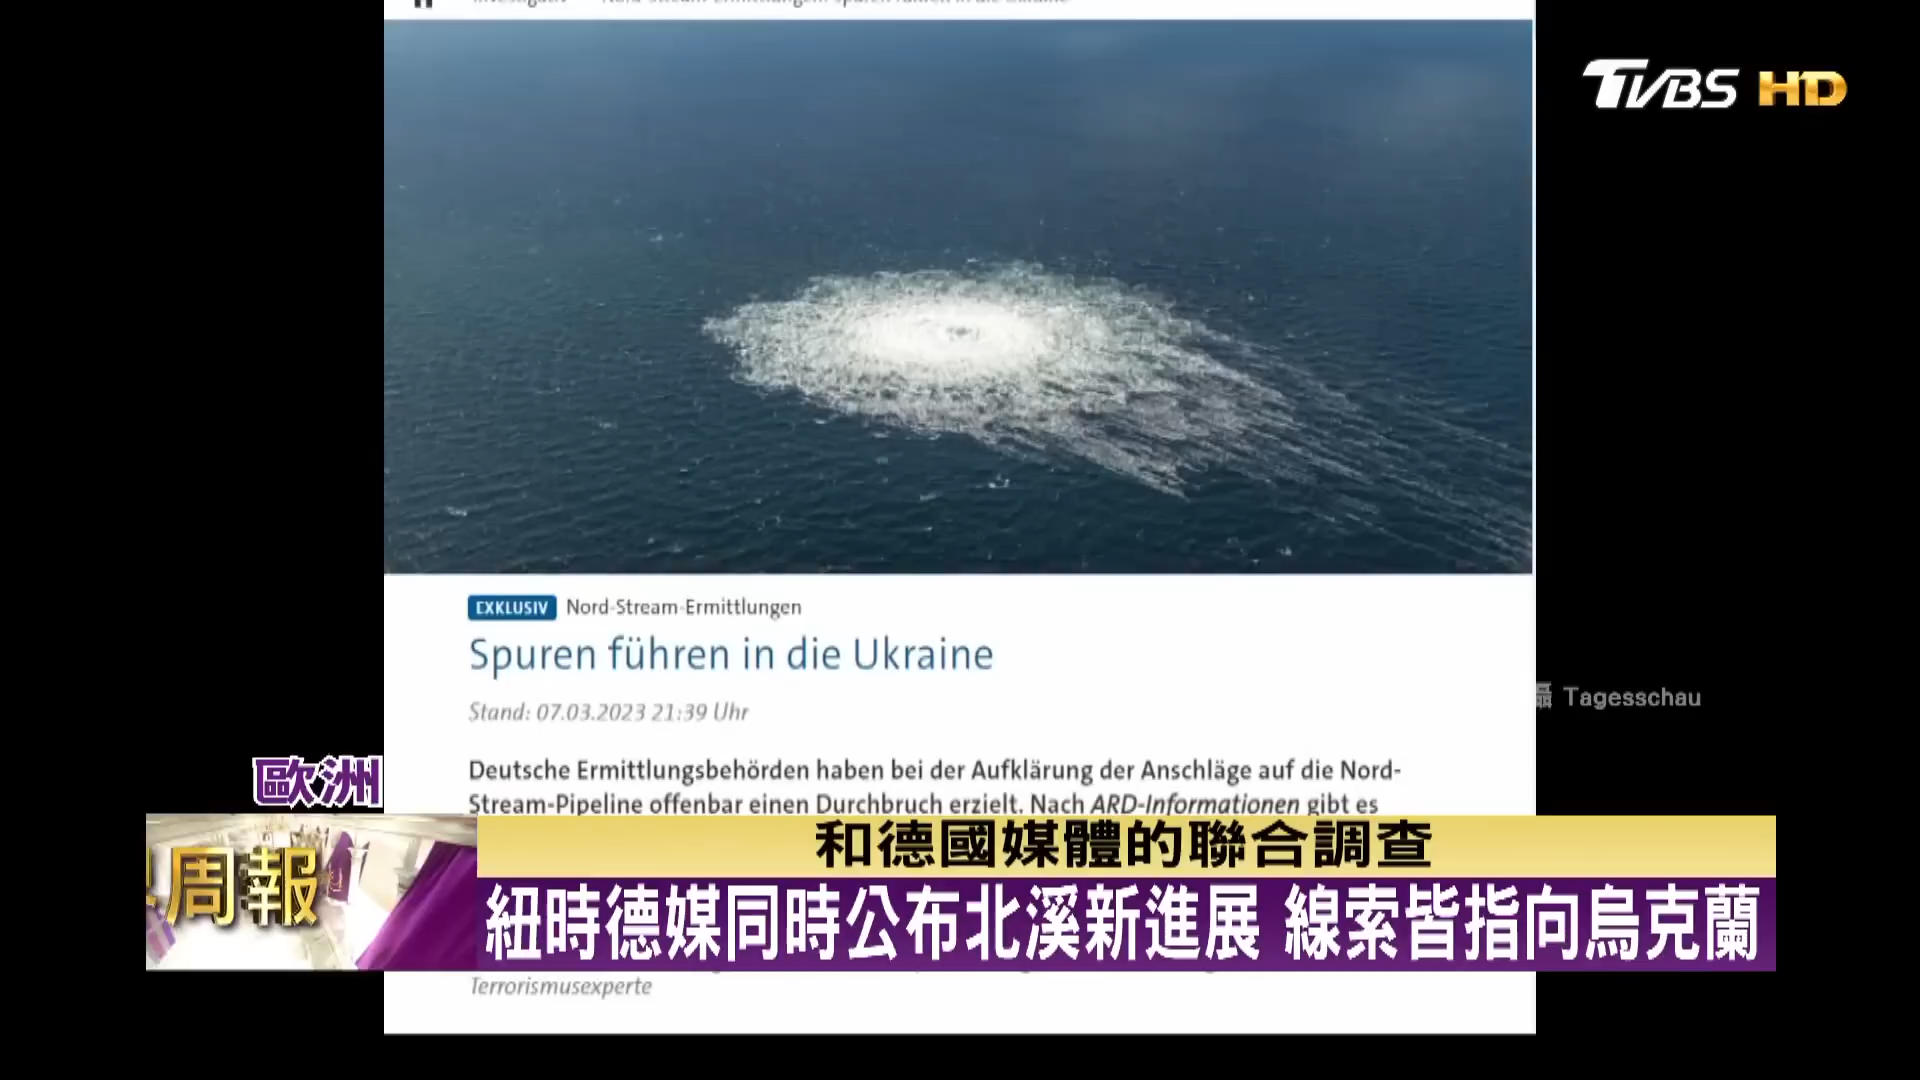 TVBS HD
EXKLUSIV Nord-Stream-Ermittlungen
Spuren führen in die Ukraine
Stand: 07.03.2023 21:39 Uhr
Tagesschau
Deutsche Ermittlungsbehörden haben bei der Aufklärung der Anschläge auf die Nord-
Stream-Pipeline offenbar einen Durchbruch erzielt. Nach ARD-Informationen gibt es
歐洲
周報
和德國媒體的聯合調查
紐時德媒同時公布北溪新進展 線索皆指向烏克蘭
Terrorismusexperte